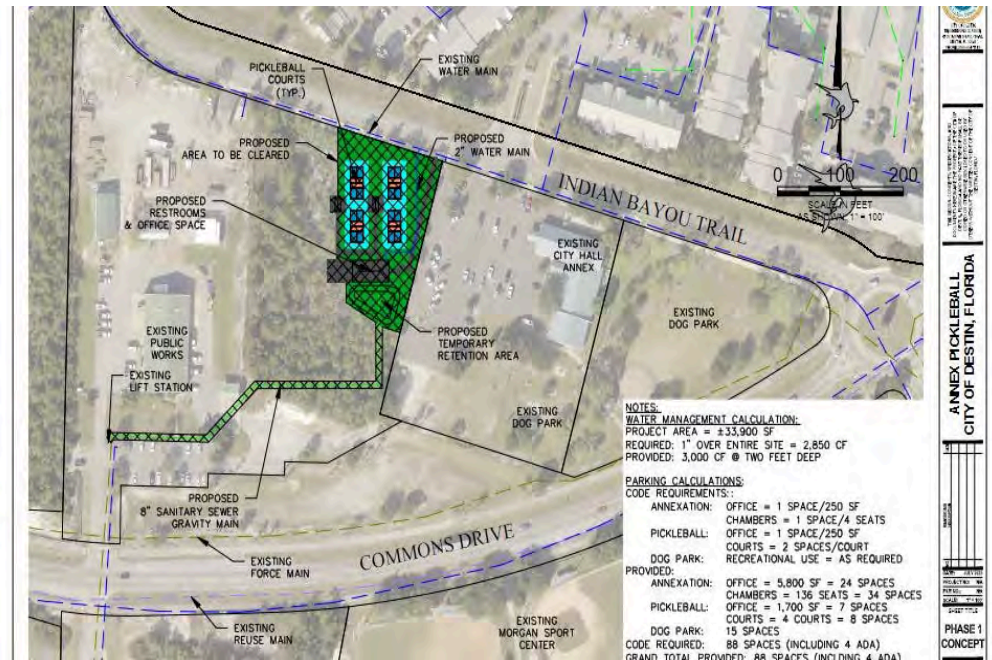 PICKLEBALL
COURTS
(TYP.)
EXISTING
WATER MAIN
PROPOSED
AREA TO BE CLEARED
PROPOSED
2" WATER MAIN
PROPOSED
RESTROOMS
& OFFICE SPACE
INDIAN BAYOU TRAIL
0 100 200
SCALE IN FEET
AS SHOWN: 1" = 100'
EXISTING
CITY HALL
ANNEX
EXISTING
DOG PARK
EXISTING
PUBLIC
WORKS
PROPOSED
TEMPORARY
RETENTION AREA
EXISTING
LIFT STATION
EXISTING
DOG PARK
PROPOSED
8" SANITARY SEWER
GRAVITY MAIN
EXISTING
FORCE MAIN
COMMONS DRIVE
EXISTING
REUSE MAIN
EXISTING
MORGAN SPORT
CENTER
NOTES:
WATER MANAGEMENT CALCULATION:
PROJECT AREA = ±33,900 SF
REQUIRED: 1" OVER ENTIRE SITE = 2,850 CF
PROVIDED: 3,000 CF @ TWO FEET DEEP
PARKING CALCULATIONS:
CODE REQUIREMENTS::
ANNEXATION: OFFICE = 1 SPACE/250 SF
CHAMBERS = 1 SPACE/4 SEATS
PICKLEBALL: OFFICE = 1 SPACE/250 SF
COURTS = 2 SPACES/COURT
DOG PARK: RECREATIONAL USE = AS REQUIRED
PROVIDED:
ANNEXATION: OFFICE = 5,800 SF = 24 SPACES
CHAMBERS = 136 SEATS = 34 SPACES
PICKLEBALL: OFFICE = 1,700 SF = 7 SPACES
COURTS = 4 COURTS = 8 SPACES
DOG PARK: 15 SPACES
CODE REQUIRED: 88 SPACES (INCLUDING 4 ADA)
GRAND TOTAL PROVIDED: 88 SPACES (INCLUDING 4 ADA)
ANNEX PICKLEBALL
CITY OF DESTIN, FLORIDA
SHEET TITLE
PHASE 1
CONCEPT